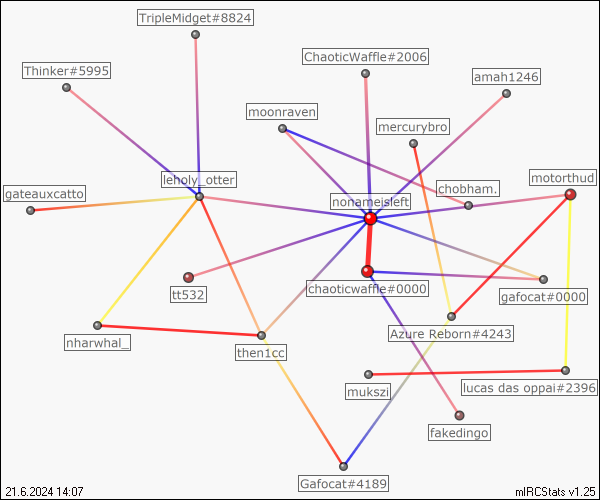 TripleMidget#8824
ChaoticWaffle#2006
Thinker#5995
amah1246
moonraven
mercurybro
leholy_otter
motorthud
gateauxcatto
chobham.
nonameisleft
tt532
chaoticwaffle#0000
gafocat#0000
Azure Reborn#4243
nharwhal_
then1cc
mukszi
lucas das oppai#2396
fakedingo
Gafocat#4189
21.6.2024 14:07
mIRCStats v1.25